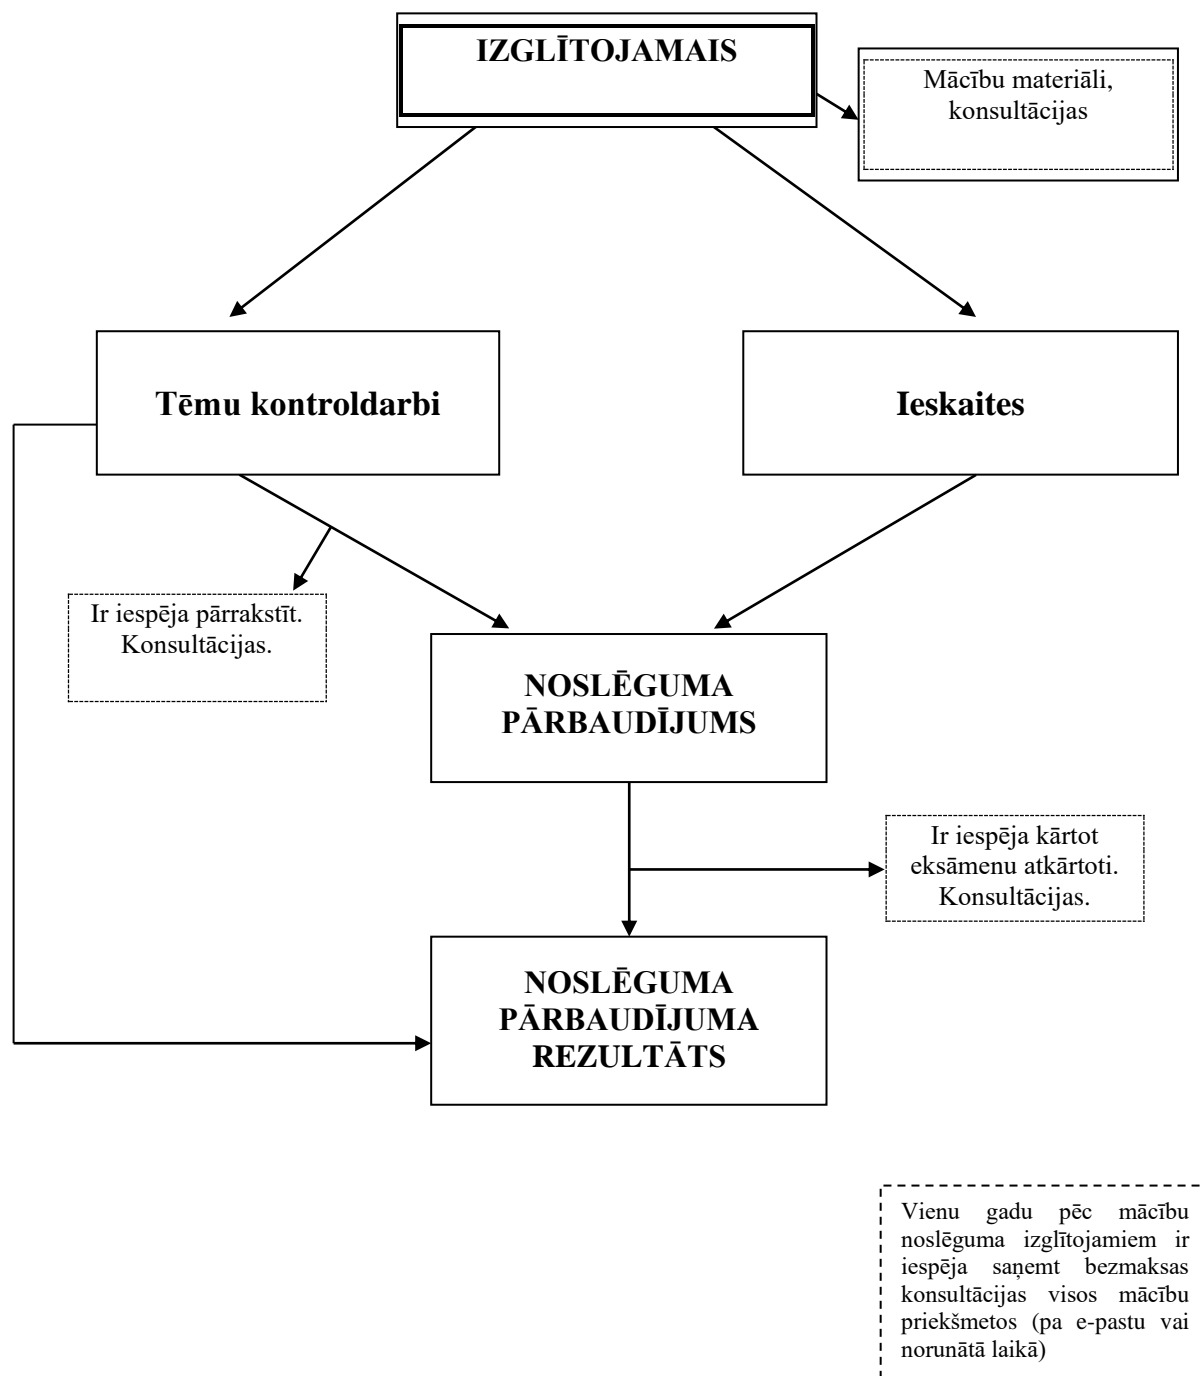 IZGLĪTOJAMAIS
Mācību materiāli,
konsultācijas
Tēmu kontroldarbi
Ieskaites
Ir iespēja pārrakstīt.
Konsultācijas.
NOSLĒGUMA
PĀRBAUDĪJUMS
Ir iespēja kārtot
eksāmenu atkārtoti.
Konsultācijas.
NOSLĒGUMA
PĀRBAUDĪJUMA
REZULTĀTS
Vienu gadu pēc mācību
noslēguma izglītojamiem ir
iespēja saņemt bezmaksas
konsultācijas visos mācību
priekšmetos (pa e-pastu vai
norunātā laikā)